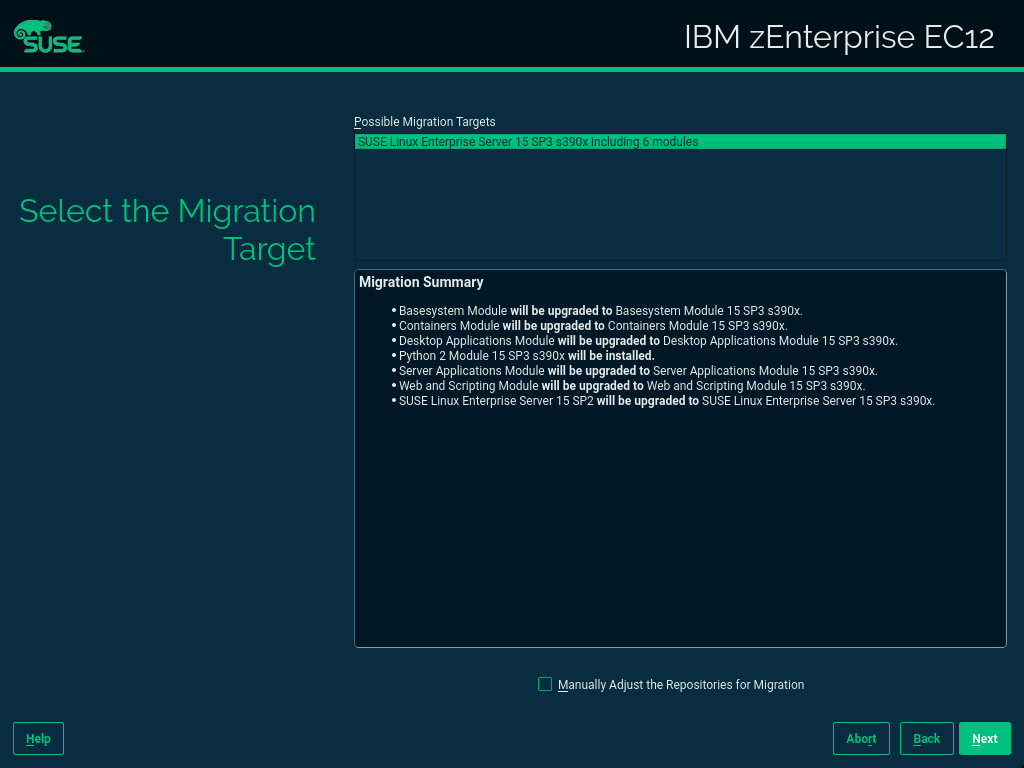 SUSE
IBM zEnterprise EC12
Select the Migration
Target
Possible Migration Targets
SUSE Linux Enterprise Server 15 SP3 s390x including 6 modules
Migration Summary
• Basesystem Module will be upgraded to Basesystem Module 15 SP3 s390x.
• Containers Module will be upgraded to Containers Module 15 SP3 s390x.
• Desktop Applications Module will be upgraded to Desktop Applications Module 15 SP3 s390x.
• Python 2 Module 15 SP3 s390x will be installed.
• Server Applications Module will be upgraded to Server Applications Module 15 SP3 s390x.
• Web and Scripting Module will be upgraded to Web and Scripting Module 15 SP3 s390x.
• SUSE Linux Enterprise Server 15 SP2 will be upgraded to SUSE Linux Enterprise Server 15 SP3 s390x.
Manually Adjust the Repositories for Migration
Help
Abort
Back
Next